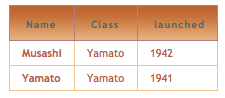 Name Class launched
Musashi Yamato 1942
Yamato Yamato 1941